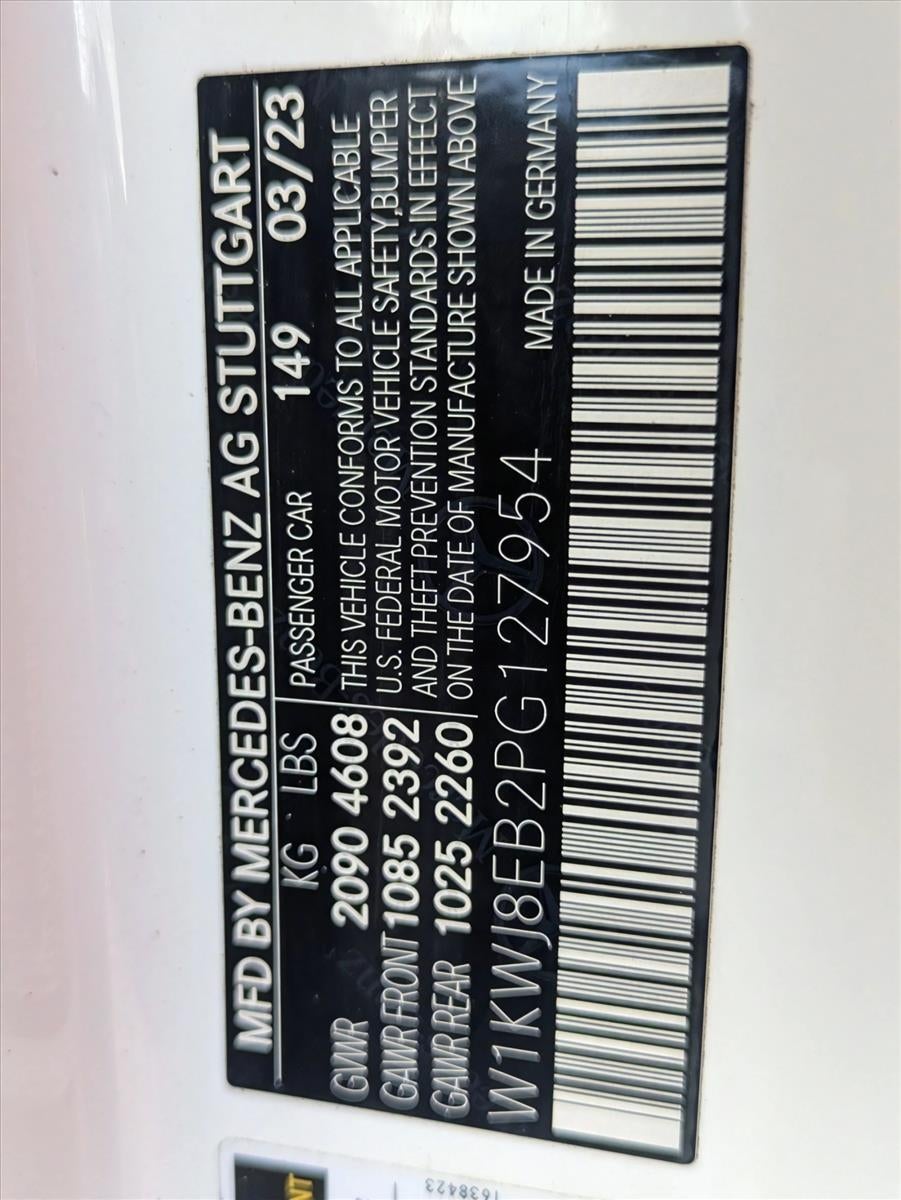 MFD BY MERCEDES-BENZ AG STUTTGART
KG LBS PASSENGER CAR 149 03/23
GVWR 2090 4608 THIS VEHICLE CONFORMS TO ALL APPLICABLE
GAWR FRONT 1085 2392 U.S. FEDERAL MOTOR VEHICLE SAFETY,BUMPER
GAWR REAR 1025 2260 AND THEFT PREVENTION STANDARDS IN EFFECT
ON THE DATE OF MANUFACTURE SHOWN ABOVE
W1KWJ8EB2PG127954 MADE IN GERMANY
1638423